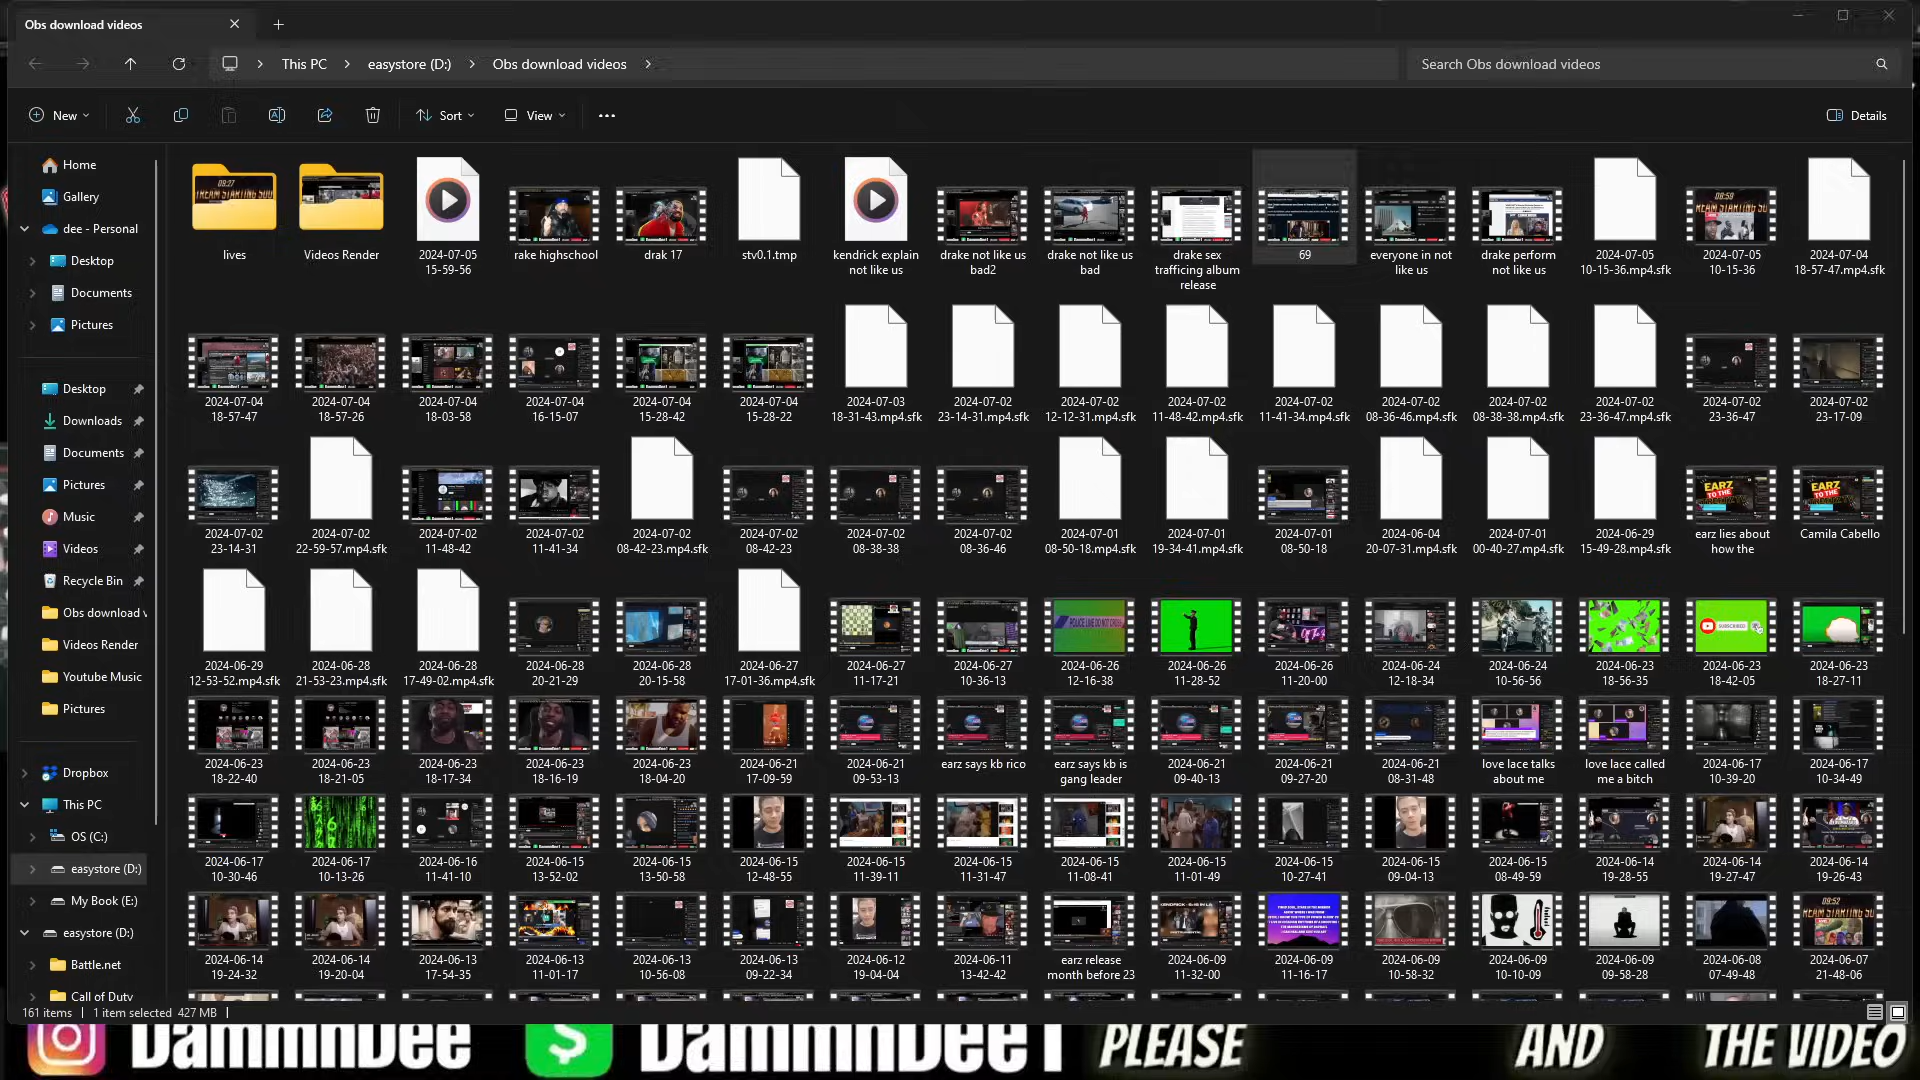 Obs download videos
This PC
easystore (D:)
Obs download videos
Search Obs download videos
New
Sort
View
Details
Home
Gallery
dee - Personal
Desktop
Documents
Pictures
Desktop
Downloads
Documents
Pictures
Music
Videos
Recycle Bin
Obs download v
Videos Render
Youtube Music
Pictures
Dropbox
This PC
OS (C:)
easystore (D:)
My Book (E:)
easystore (D:)
Battle.net
Call of Duty
lives
Videos Render
2024-07-05
15-59-56
rake highschool
drak 17
stv0.1.tmp
kendrick explain
not like us
drake not like us
bad2
drake not like us
bad
drake sex
trafficing album
release
69
everyone in not
like us
drake perform
not like us
2024-07-05
10-15-36.mp4.sfk
2024-07-05
10-15-36
2024-07-04
18-57-47.mp4.sfk
2024-07-04
18-57-47
2024-07-04
18-57-26
2024-07-04
18-03-58
2024-07-04
16-15-07
2024-07-04
15-28-42
2024-07-04
15-28-22
2024-07-03
18-31-43.mp4.sfk
2024-07-02
23-14-31.mp4.sfk
2024-07-02
12-12-31.mp4.sfk
2024-07-02
11-48-42.mp4.sfk
2024-07-02
11-41-34.mp4.sfk
2024-07-02
08-36-46.mp4.sfk
2024-07-02
08-38-38.mp4.sfk
2024-07-02
23-36-47.mp4.sfk
2024-07-02
23-36-47
2024-07-02
23-17-09
2024-07-02
23-14-31
2024-07-02
22-59-57.mp4.sfk
2024-07-02
11-48-42
2024-07-02
11-41-34
2024-07-02
08-42-23.mp4.sfk
2024-07-02
08-42-23
2024-07-02
08-38-38
2024-07-02
08-36-46
2024-07-01
08-50-18.mp4.sfk
2024-07-01
19-34-41.mp4.sfk
2024-07-01
08-50-18
2024-06-04
20-07-31.mp4.sfk
2024-07-01
00-40-27.mp4.sfk
2024-06-29
15-49-28.mp4.sfk
earz lies about
how the
Camila Cabello
2024-06-29
12-53-52.mp4.sfk
2024-06-28
21-53-23.mp4.sfk
2024-06-28
17-49-02.mp4.sfk
2024-06-28
20-21-29
2024-06-28
20-15-58
2024-06-27
17-01-36.mp4.sfk
2024-06-27
11-17-21
2024-06-27
10-36-13
2024-06-26
12-16-38
2024-06-26
11-28-52
2024-06-26
11-20-00
2024-06-24
12-18-34
2024-06-24
10-56-56
2024-06-23
18-56-35
2024-06-23
18-42-05
2024-06-23
18-27-11
2024-06-23
18-22-40
2024-06-23
18-21-05
2024-06-23
18-17-34
2024-06-23
18-16-19
2024-06-23
18-04-20
2024-06-21
17-09-59
2024-06-21
09-53-13
earz says kb rico
earz says kb is
gang leader
2024-06-21
09-40-13
2024-06-21
09-27-20
2024-06-21
08-31-48
love lace talks
about me
love lace called
me a bitch
2024-06-17
10-39-20
2024-06-17
10-34-49
2024-06-17
10-30-46
2024-06-17
10-13-26
2024-06-16
11-41-10
2024-06-15
13-52-02
2024-06-15
13-50-58
2024-06-15
12-48-55
2024-06-15
11-39-11
2024-06-15
11-31-47
2024-06-15
11-08-41
2024-06-15
11-01-49
2024-06-15
10-27-41
2024-06-15
09-04-13
2024-06-15
08-49-59
2024-06-14
19-28-55
2024-06-14
19-27-47
2024-06-14
19-26-43
2024-06-14
19-24-32
2024-06-14
19-20-04
2024-06-13
17-54-35
2024-06-13
11-01-17
2024-06-13
10-56-08
2024-06-13
09-22-34
2024-06-12
19-04-04
2024-06-11
13-42-42
earz release
month before 23
2024-06-09
11-32-00
2024-06-09
11-16-17
2024-06-09
10-58-32
2024-06-09
10-10-09
2024-06-09
09-58-28
2024-06-08
07-49-48
2024-06-07
21-48-06
161 items
1 item selected 427 MB
DammnDee
DammnDee1
PLEASE
AND
THE VIDEO